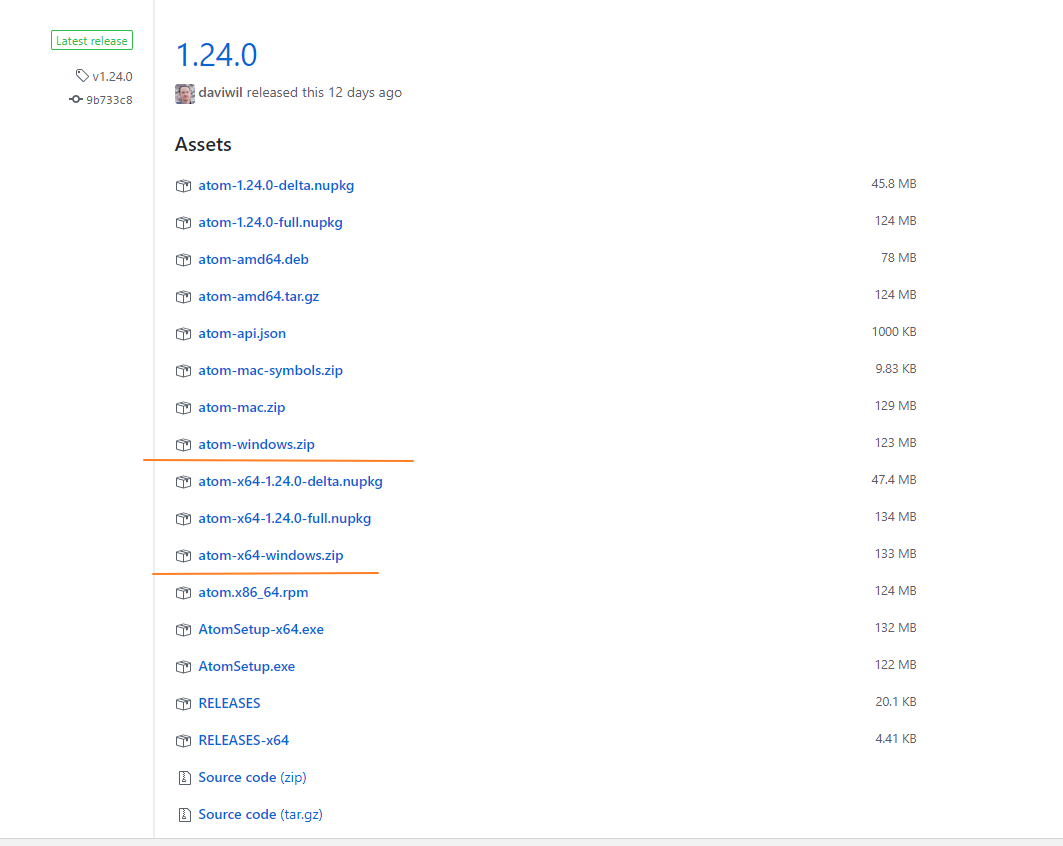 Latest release
v1.24.0
9b733c8
1.24.0
daviwil released this 12 days ago
Assets
atom-1.24.0-delta.nupkg 45.8 MB
atom-1.24.0-full.nupkg 124 MB
atom-amd64.deb 78 MB
atom-amd64.tar.gz 124 MB
atom-api.json 1000 KB
atom-mac-symbols.zip 9.83 KB
atom-mac.zip 129 MB
atom-windows.zip 123 MB
atom-x64-1.24.0-delta.nupkg 47.4 MB
atom-x64-1.24.0-full.nupkg 134 MB
atom-x64-windows.zip 133 MB
atom.x86_64.rpm 124 MB
AtomSetup-x64.exe 132 MB
AtomSetup.exe 122 MB
RELEASES 20.1 KB
RELEASES-x64 4.41 KB
Source code (zip)
Source code (tar.gz)